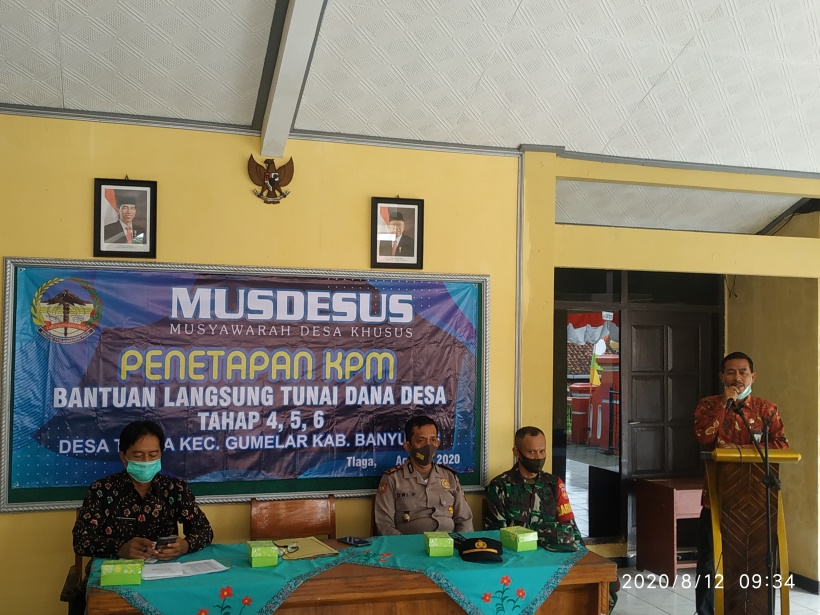 MUSDESUS
MUSYAWARAH DESA KHUSUS
PENETAPAN KPM
BANTUAN LANGSUNG TUNAI DANA DESA
TAHAP 4, 5, 6
DESA KEC. GUMELAR KAB.
Tlaga, 2020
DWI
2020/8/12 09:34